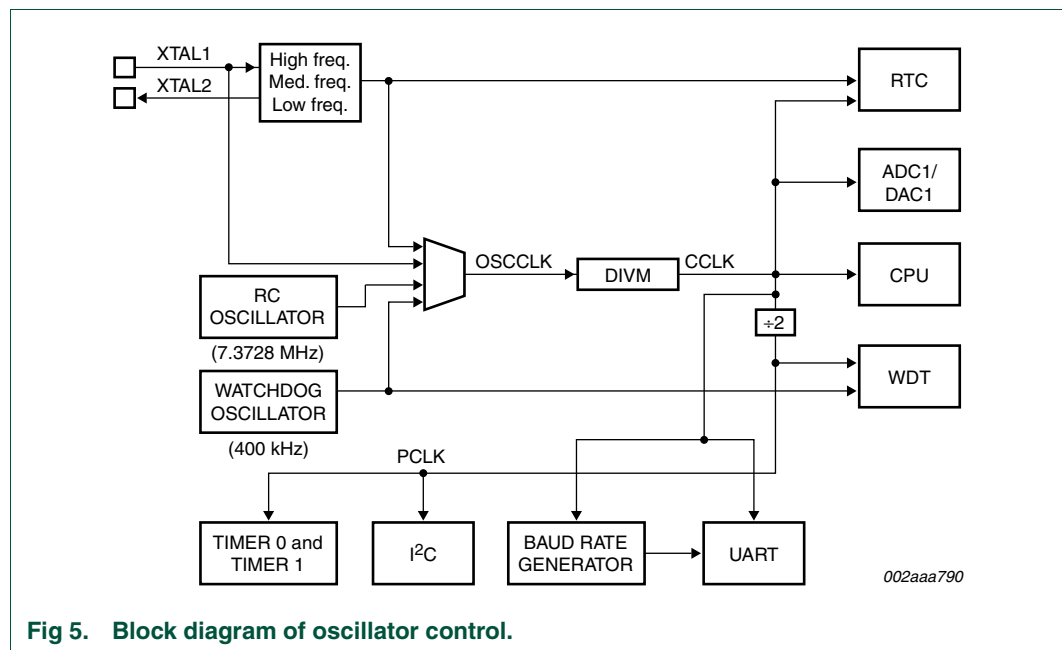 XTAL1
XTAL2
High freq.
Med. freq.
Low freq.
RTC
ADC1/
DAC1
OSCCLK
DIVM
CCLK
CPU
RC
OSCILLATOR
(7.3728 MHz)
÷2
WDT
WATCHDOG
OSCILLATOR
(400 kHz)
PCLK
TIMER 0 and
TIMER 1
I²C
BAUD RATE
GENERATOR
UART
002aaa790
Fig 5. Block diagram of oscillator control.